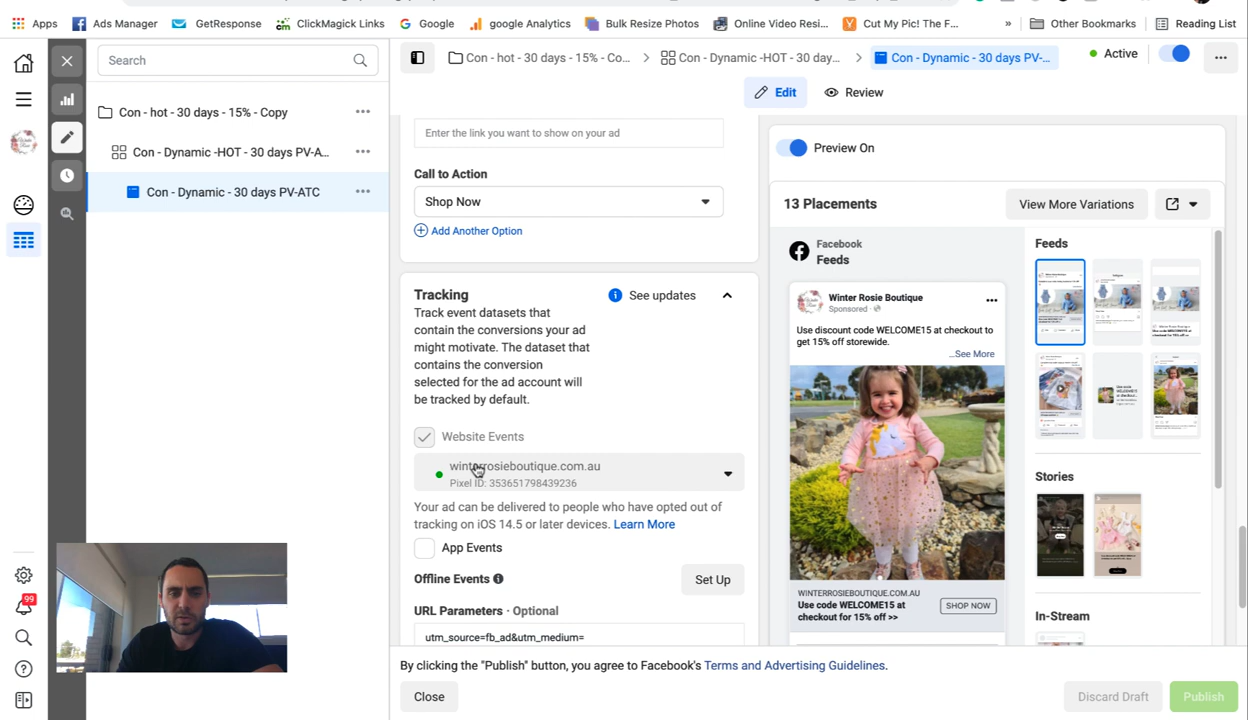 Apps
Ads Manager
GetResponse
ClickMagick Links
Google
google Analytics
Bulk Resize Photos
Online Video Resi...
Cut My Pic! The F...
»
Other Bookmarks
Reading List
Search
Con - hot - 30 days - 15% - Co...
Con - Dynamic -HOT - 30 day...
Con - Dynamic - 30 days PV-...
Active
Edit
Review
Con - hot - 30 days - 15% - Copy
Con - Dynamic -HOT - 30 days PV-A...
Con - Dynamic - 30 days PV-ATC
Enter the link you want to show on your ad
Call to Action
Shop Now
Add Another Option
Tracking
See updates
Track event datasets that
contain the conversions your ad
might motivate. The dataset that
contains the conversion
selected for the ad account will
be tracked by default.
Website Events
winterrosieboutique.com.au
Pixel ID: 353651798439236
Your ad can be delivered to people who have opted out of
tracking on iOS 14.5 or later devices. Learn More
App Events
Offline Events
Set Up
URL Parameters · Optional
utm_source=fb_ad&utm_medium=
Preview On
13 Placements
View More Variations
Facebook
Feeds
Winter Rosie Boutique
Sponsored ·
Use discount code WELCOME15 at checkout to
get 15% off storewide.
...See More
WINTERROSIEBOUTIQUE.COM.AU
Use code WELCOME15 at
checkout for 15% off >>
SHOP NOW
Feeds
Stories
In-Stream
99
By clicking the "Publish" button, you agree to Facebook's Terms and Advertising Guidelines.
Close
Discard Draft
Publish